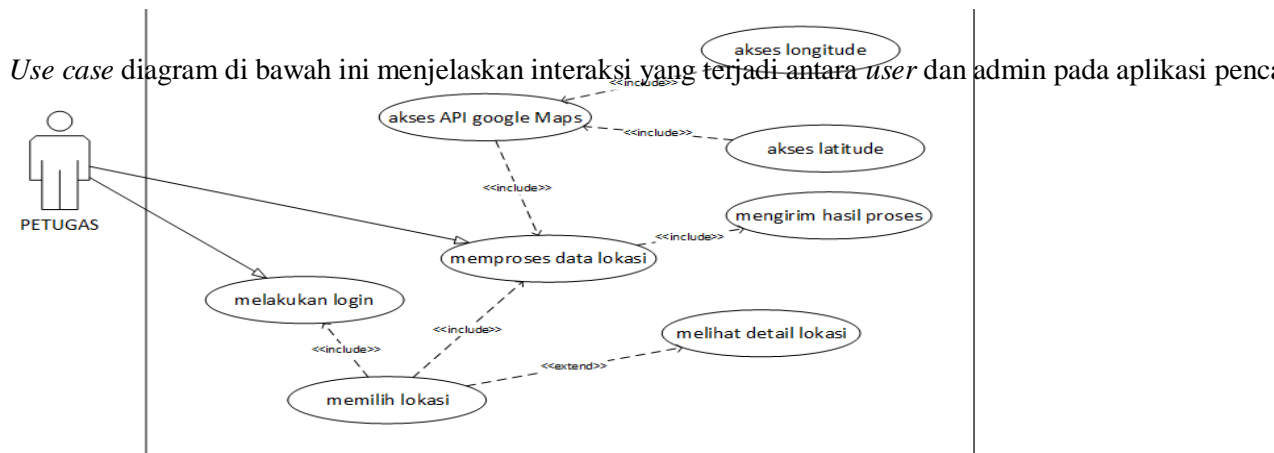 akses longitude
Use case diagram di bawah ini menjelaskan interaksi yang terjadi antara user dan admin pada aplikasi penca
<<include>>
akses API google Maps
<<include>>
akses latitude
<<include>>
mengirim hasil proses
PETUGAS
<<include>>
memproses data lokasi
melakukan login
<<include>>
melihat detail lokasi
<<include>>
<<extend>>
memilih lokasi